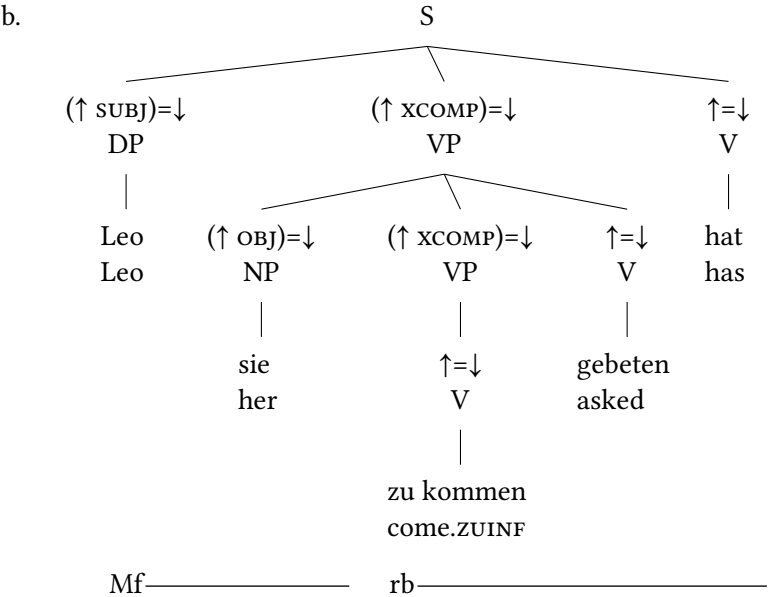 b.
S
(↑ SUBJ)=↓ (↑ XCOMP)=↓ ↑=↓
DP VP V
Leo (↑ OBJ)=↓ (↑ XCOMP)=↓ ↑=↓ hat
Leo NP VP V has
sie ↑=↓ gebeten
her V asked
zu kommen
come.ZUINF
Mf rb